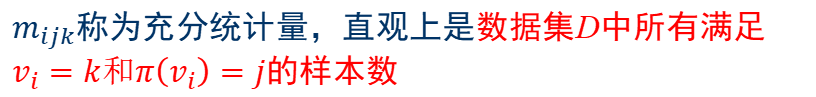 m_{ijk}称为充分统计量，直观上是数据集D中所有满足
v_i = k和π(v_i) = j的样本数